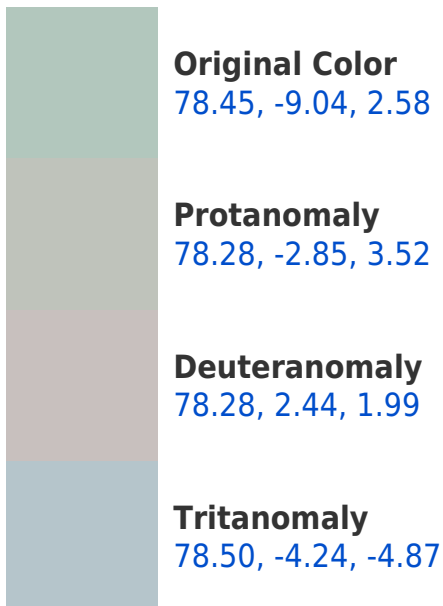 Original Color
78.45, -9.04, 2.58
Protanomaly
78.28, -2.85, 3.52
Deuteranomaly
78.28, 2.44, 1.99
Tritanomaly
78.50, -4.24, -4.87